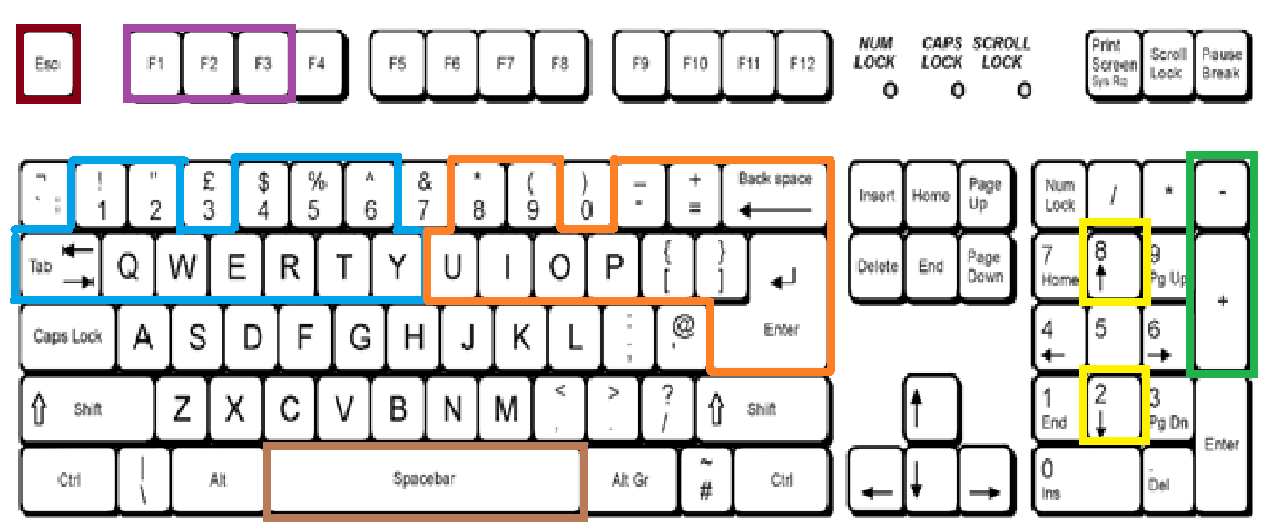 Esc F1 F2 F3 F4 F5 F6 F7 F8 F9 F10 F11 F12 NUM LOCK CAPS LOCK SCROLL LOCK Print Screen Sys Rq Scroll Lock Pause Break
¬ ! 1 " 2 £ 3 $ 4 % 5 ^ 6 & 7 * 8 ( 9 ) 0 – - + = Back space Insert Home Page Up Num Lock / * -
Tab Q W E R T Y U I O P { [ } ] Enter Delete End Page Down 7 Home 8 9 Pg Up +
Caps Lock A S D F G H J K L : ; @ ' 4 5 6
Shift Z X C V B N M < , > . ? / Shift 1 End 2 3 Pg Dn Enter
Ctrl | \ Alt Spacebar Alt Gr ~ # Ctrl 0 Ins . Del